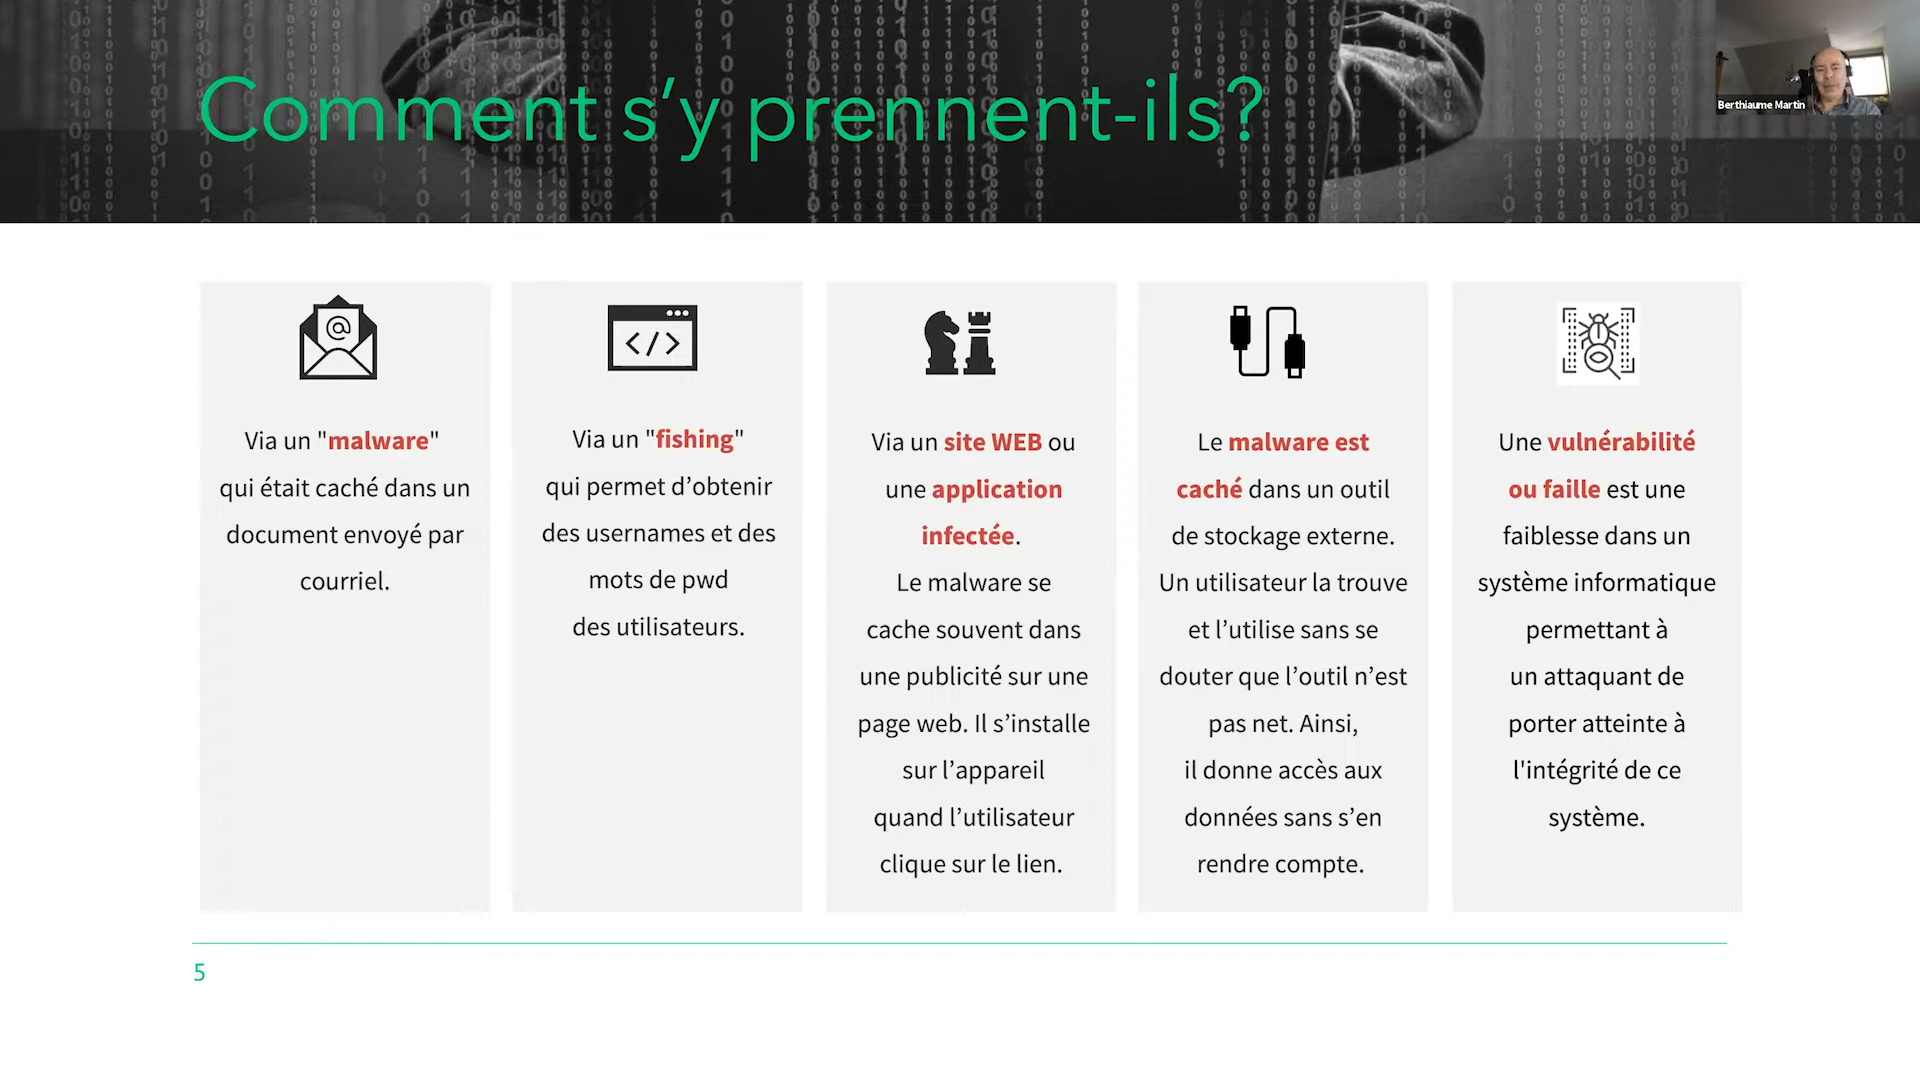 Comment s’y prennent-ils?
Berthiaume Martin
@
</>
Via un "malware"
qui était caché dans un
document envoyé par
courriel.
Via un "fishing"
qui permet d’obtenir
des usernames et des
mots de pwd
des utilisateurs.
Via un site WEB ou
une application
infectée.
Le malware se
cache souvent dans
une publicité sur une
page web. Il s’installe
sur l’appareil
quand l’utilisateur
clique sur le lien.
Le malware est
caché dans un outil
de stockage externe.
Un utilisateur la trouve
et l’utilise sans se
douter que l’outil n’est
pas net. Ainsi,
il donne accès aux
données sans s’en
rendre compte.
Une vulnérabilité
ou faille est une
faiblesse dans un
système informatique
permettant à
un attaquant de
porter atteinte à
l'intégrité de ce
système.
5